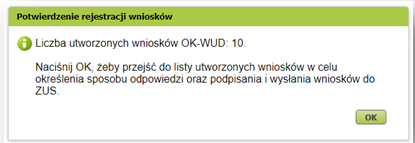 Potwierdzenie rejestracji wniosków
Liczba utworzonych wniosków OK-WUD: 10.
Naciśnij OK, żeby przejść do listy utworzonych wniosków w celu
określenia sposobu odpowiedzi oraz podpisania i wysłania wniosków do
ZUS.
OK